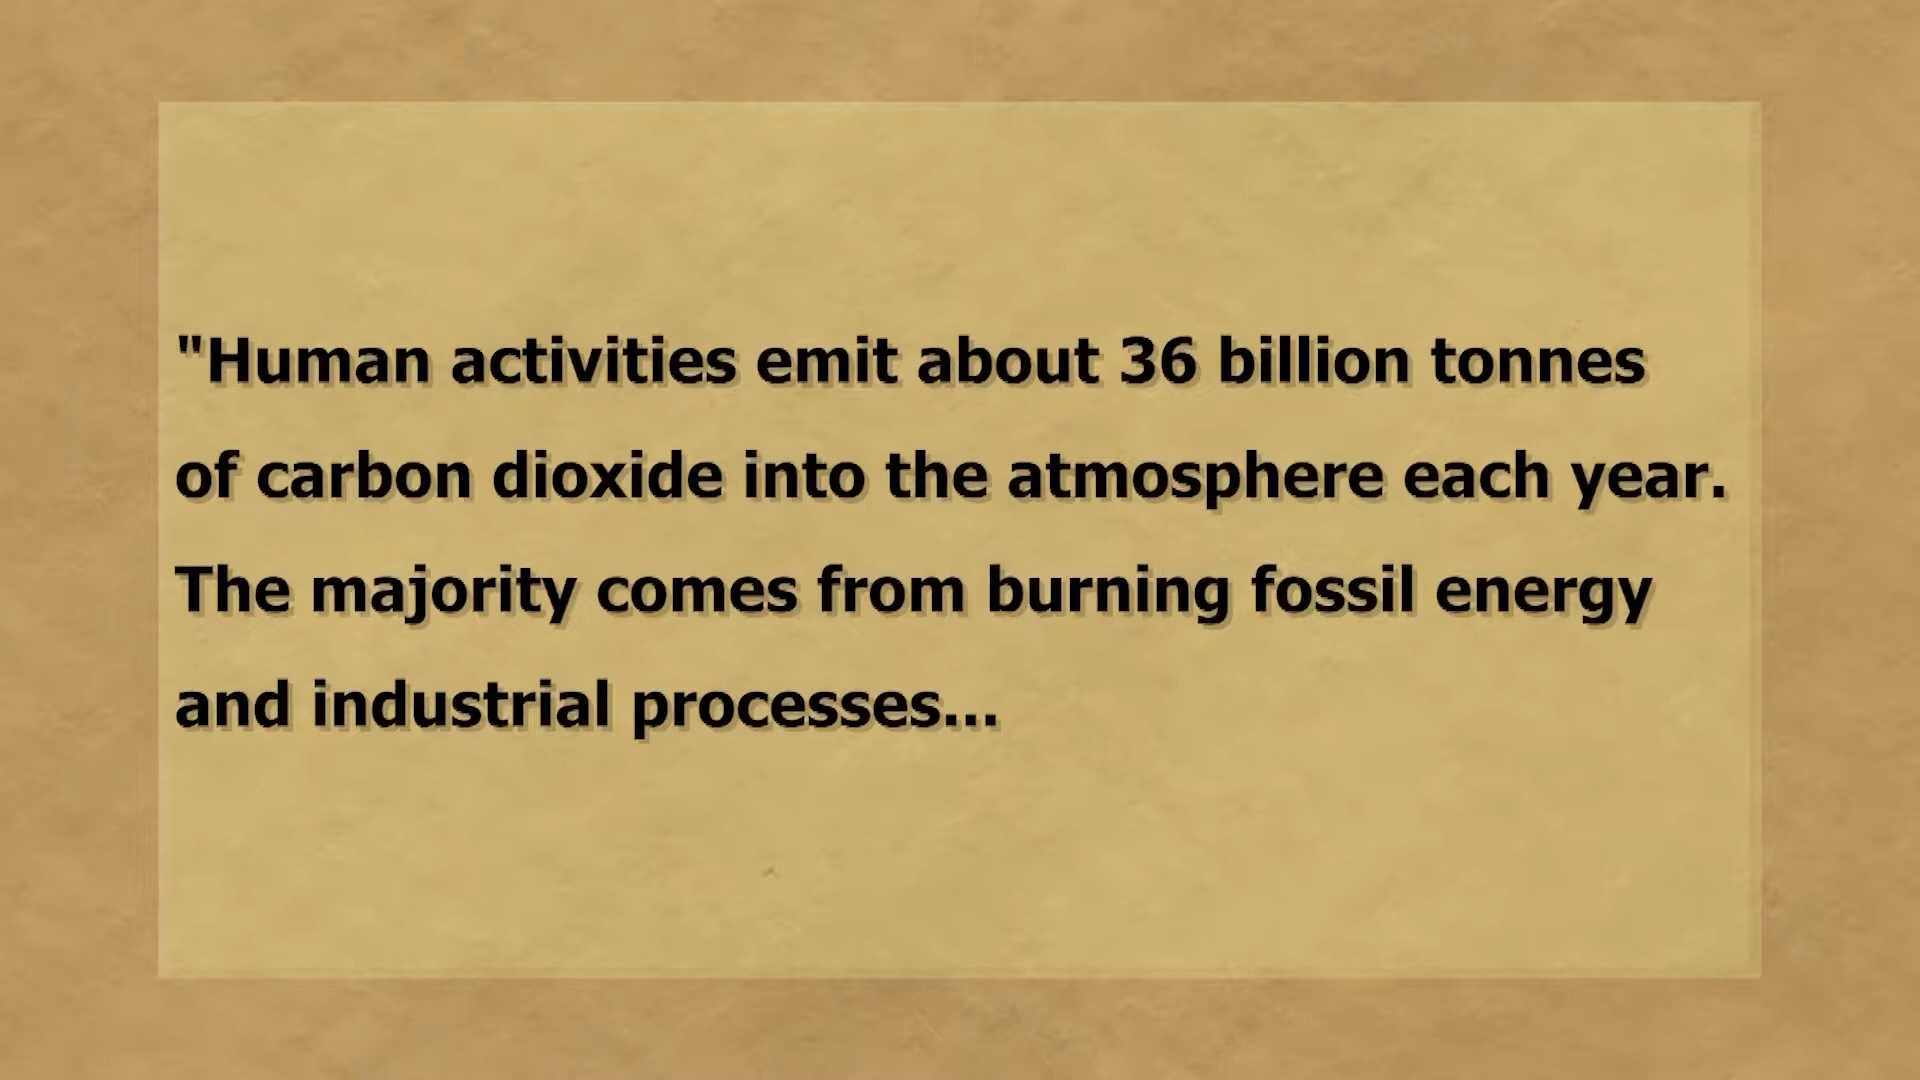 "Human activities emit about 36 billion tonnes
of carbon dioxide into the atmosphere each year.
The majority comes from burning fossil energy
and industrial processes...